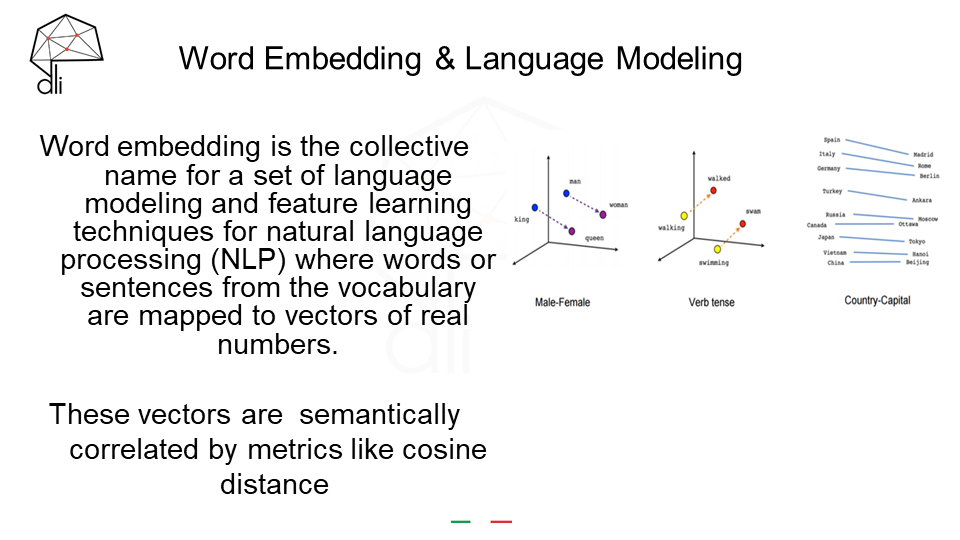 dli
Word Embedding & Language Modeling
Word embedding is the collective
name for a set of language
modeling and feature learning
techniques for natural language
processing (NLP) where words or
sentences from the vocabulary
are mapped to vectors of real
numbers.
These vectors are semantically
correlated by metrics like cosine
distance
man
woman
king
queen
Male-Female
walked
swam
walking
swimming
Verb tense
Spain
Madrid
Italy
Rome
Germany
Berlin
Turkey
Ankara
Russia
Moscow
Canada
Ottawa
Japan
Tokyo
Vietnam
Hanoi
China
Beijing
Country-Capital
dli